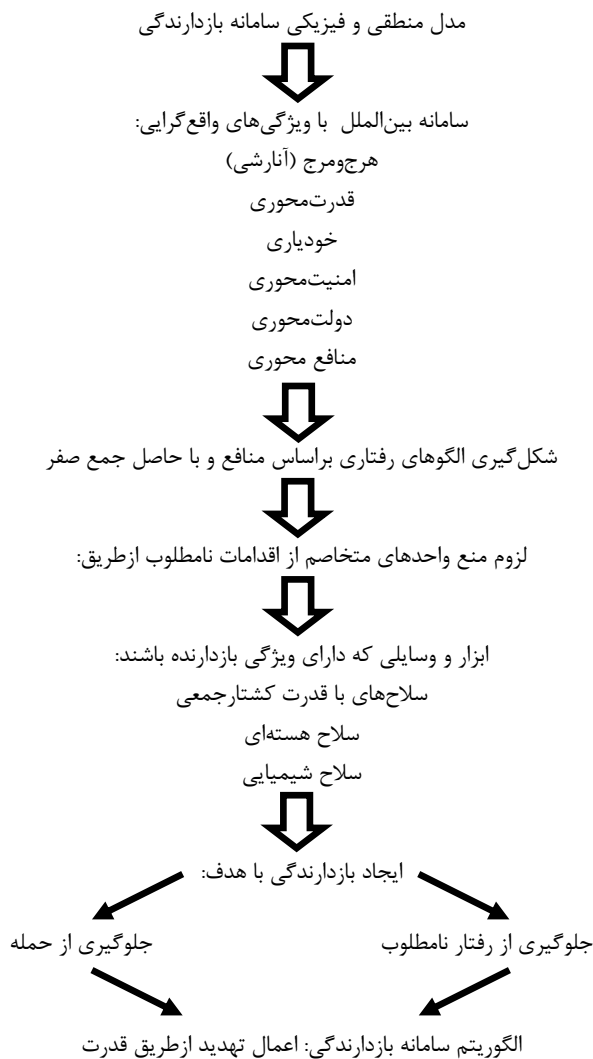 مدل منطقی و فیزیکی سامانه بازدارندگی
سامانه بین‌الملل با ویژگی‌های واقع‌گرایی:
هرج‌ومرج (آنارشی)
قدرت‌محوری
خودیاری
امنیت‌محوری
دولت‌محوری
منافع محوری
شکل‌گیری الگوهای رفتاری براساس منافع و با حاصل جمع صفر
لزوم منع واحدهای متخاصم از اقدامات نامطلوب ازطریق:
ابزار و وسایلی که دارای ویژگی بازدارنده باشند:
سلاح‌های با قدرت کشتارجمعی
سلاح هسته‌ای
سلاح شیمیایی
ایجاد بازدارندگی با هدف:
جلوگیری از رفتار نامطلوب
جلوگیری از حمله
الگوریتم سامانه بازدارندگی: اعمال تهدید ازطریق قدرت